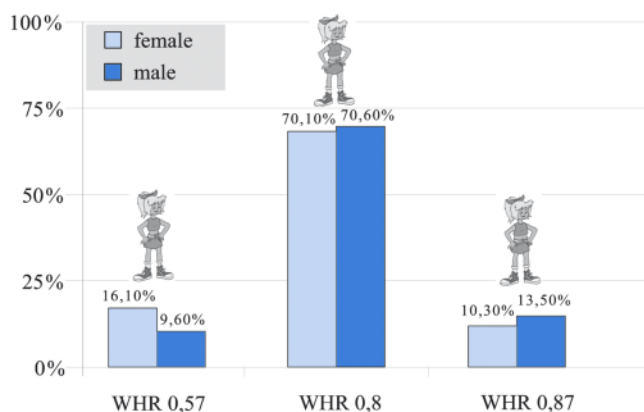 100%
female
male
75%
70,10%
70,60%
50%
25%
16,10%
9,60%
10,30%
13,50%
0%
WHR 0,57
WHR 0,8
WHR 0,87